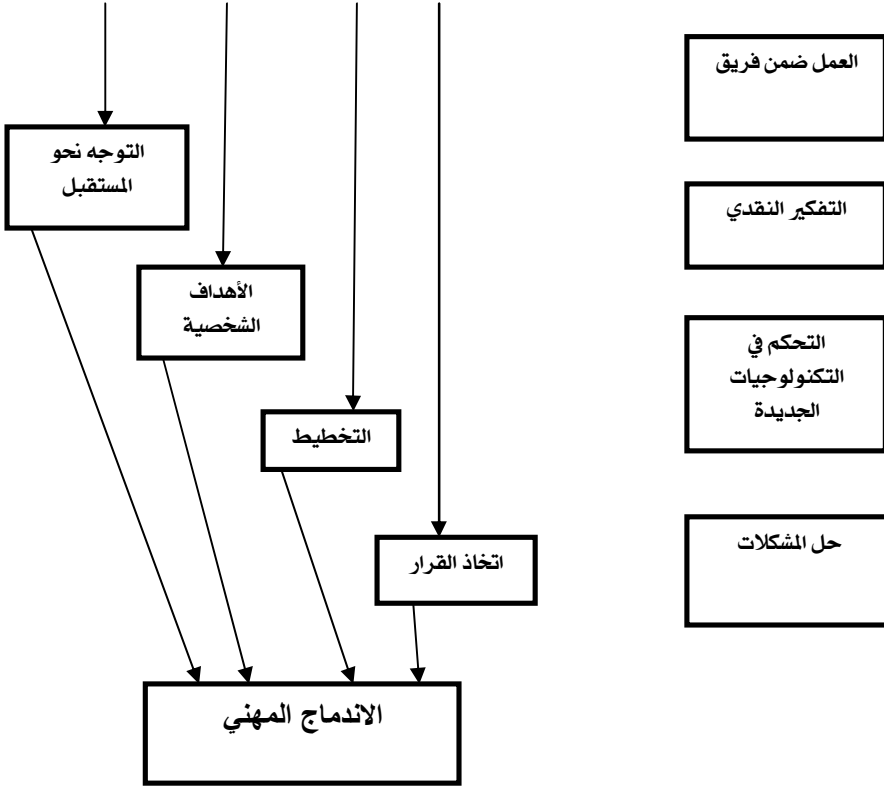 العمل ضمن فريق
التوجه نحو
المستقبل
التفكير النقدي
الأهداف
الشخصية
التحكم في
التكنولوجيات
الجديدة
التخطيط
حل المشكلات
اتخاذ القرار
الاندماج المهني